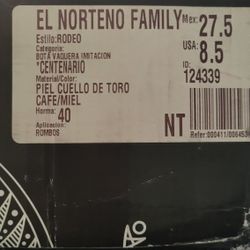 EL NORTENO FAMILY
Mex: 27.5
Estilo:RODEO
USA: 8.5
Categoria:
BOTA VAQUERA IMITACION
ID:
124339
*CENTENARIO
Material/Color:
PIEL CUELLO DE TORO
CAFE/MIEL
Horma:
40
NT
Aplicacion:
ROMBOS